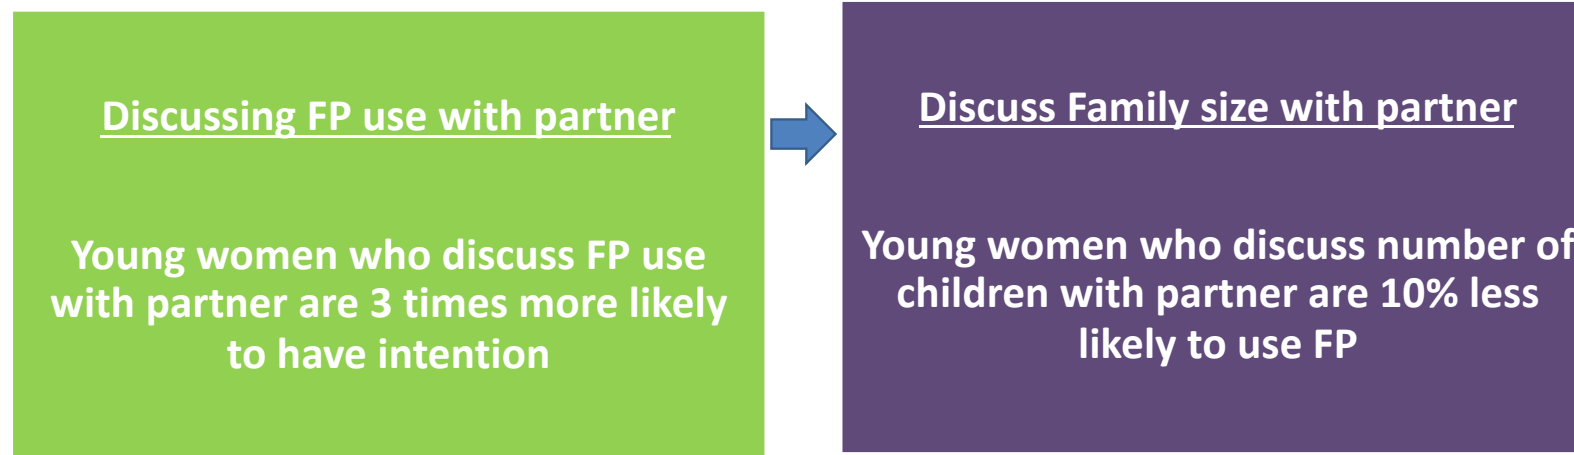 Discussing FP use with partner
Young women who discuss FP use
with partner are 3 times more likely
to have intention
Discuss Family size with partner
Young women who discuss number of
children with partner are 10% less
likely to use FP